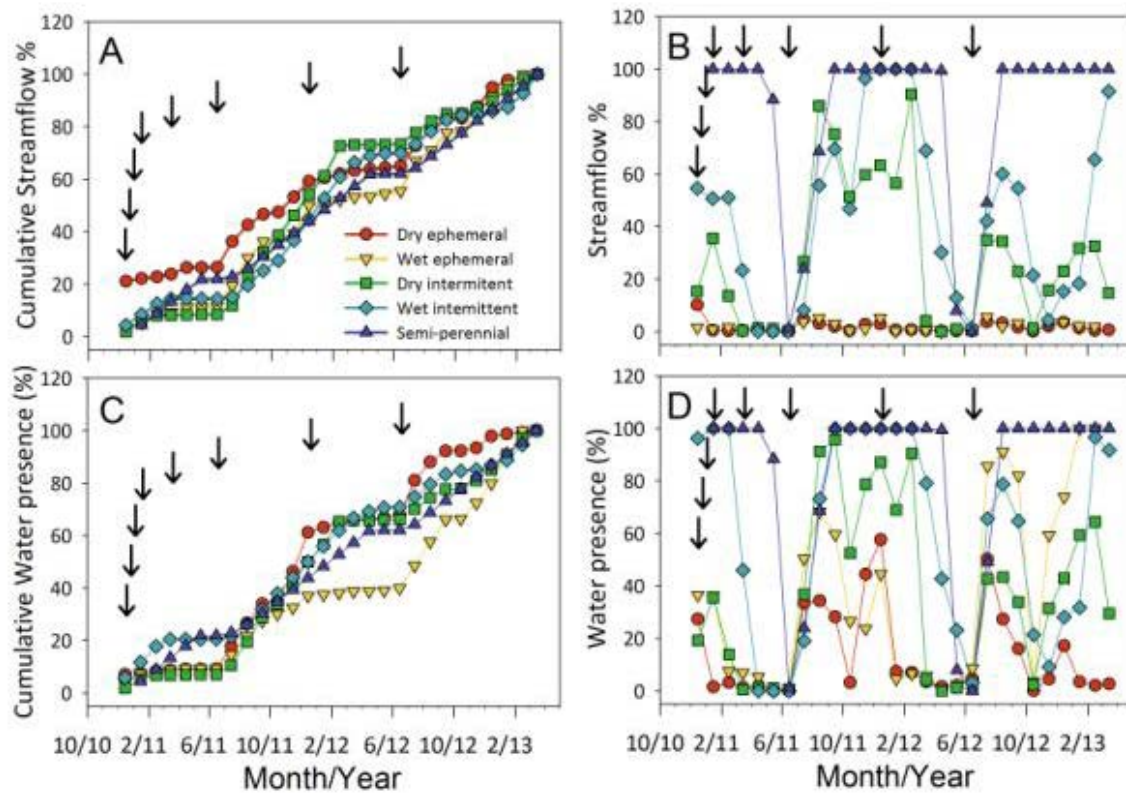 A
Cumulative Streamflow %
120
100
80
60
40
20
0
Dry ephemeral
Wet ephemeral
Dry intermitent
Wet intemittent
Semi-perennial
B
Streamflow %
120
100
80
60
40
20
0
C
Cumulative Water presence (%)
120
100
80
60
40
20
0
10/10 2/11 6/11 10/11 2/12 6/12 10/12 2/13
Month/Year
D
Water presence (%)
120
100
80
60
40
20
0
10/10 2/11 6/11 10/11 2/12 6/12 10/12 2/13
Month/Year